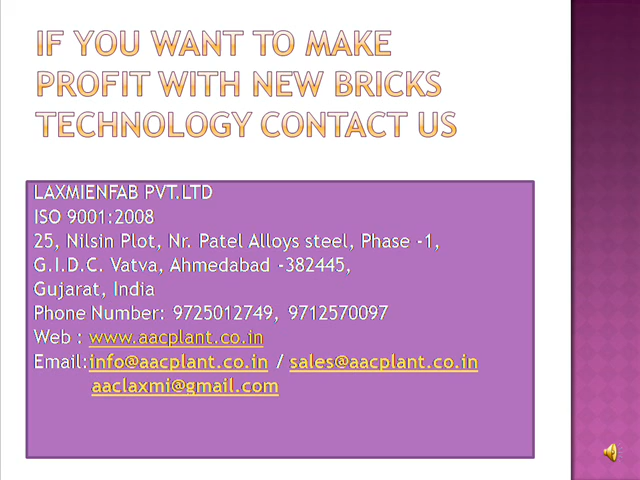 IF YOU WANT TO MAKE
PROFIT WITH NEW BRICKS
TECHNOLOGY CONTACT US
LAXMIENFAB PVT.LTD
ISO 9001:2008
25, Nilsin Plot, Nr. Patel Alloys steel, Phase -1,
G.I.D.C. Vatva, Ahmedabad -382445,
Gujarat, India
Phone Number: 9725012749, 9712570097
Web : www.aacplant.co.in
Email:info@aacplant.co.in / sales@aacplant.co.in
aaclaxmi@gmail.com